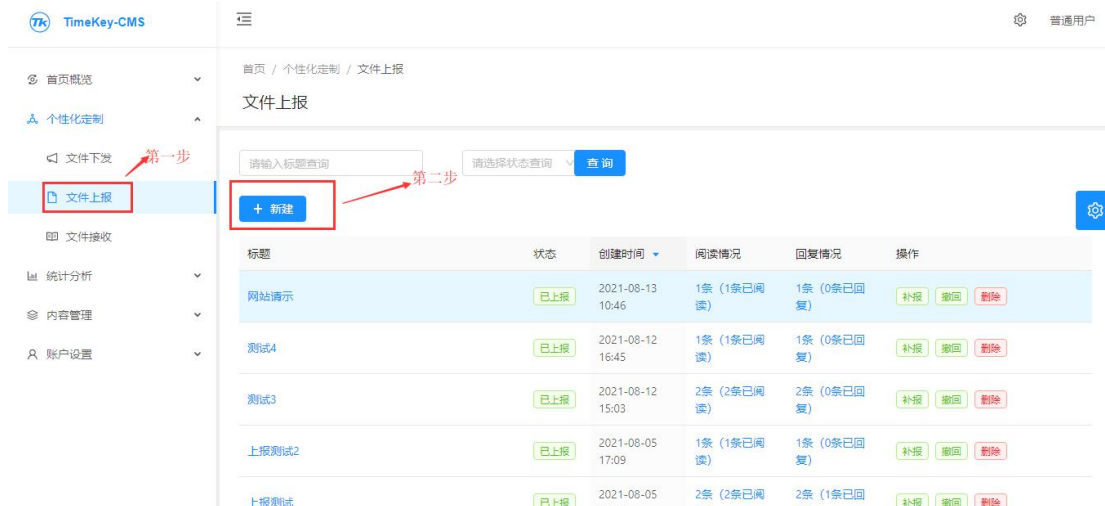 TimeKey-CMS
普通用户
首页概览
个性化定制
文件下发
第一步
文件上报
文件接收
统计分析
内容管理
账户设置
首页 / 个性化定制 / 文件上报
文件上报
请输入标题查询 请选择状态查询 查 询
第二步
+ 新建
标题 状态 创建时间 阅读情况 回复情况 操作
网站请示 已上报 2021-08-13 10:46 1条（1条已阅读） 1条（0条已回复） 补报 撤回 删除
测试4 已上报 2021-08-12 16:45 1条（1条已阅读） 1条（0条已回复） 补报 撤回 删除
测试3 已上报 2021-08-12 15:03 2条（2条已阅读） 2条（0条已回复） 补报 撤回 删除
上报测试2 已上报 2021-08-05 17:09 1条（1条已阅读） 1条（0条已回复） 补报 撤回 删除
上报测试 已上报 2021-08-05 2条（2条已阅 2条（1条已回 补报 撤回 删除